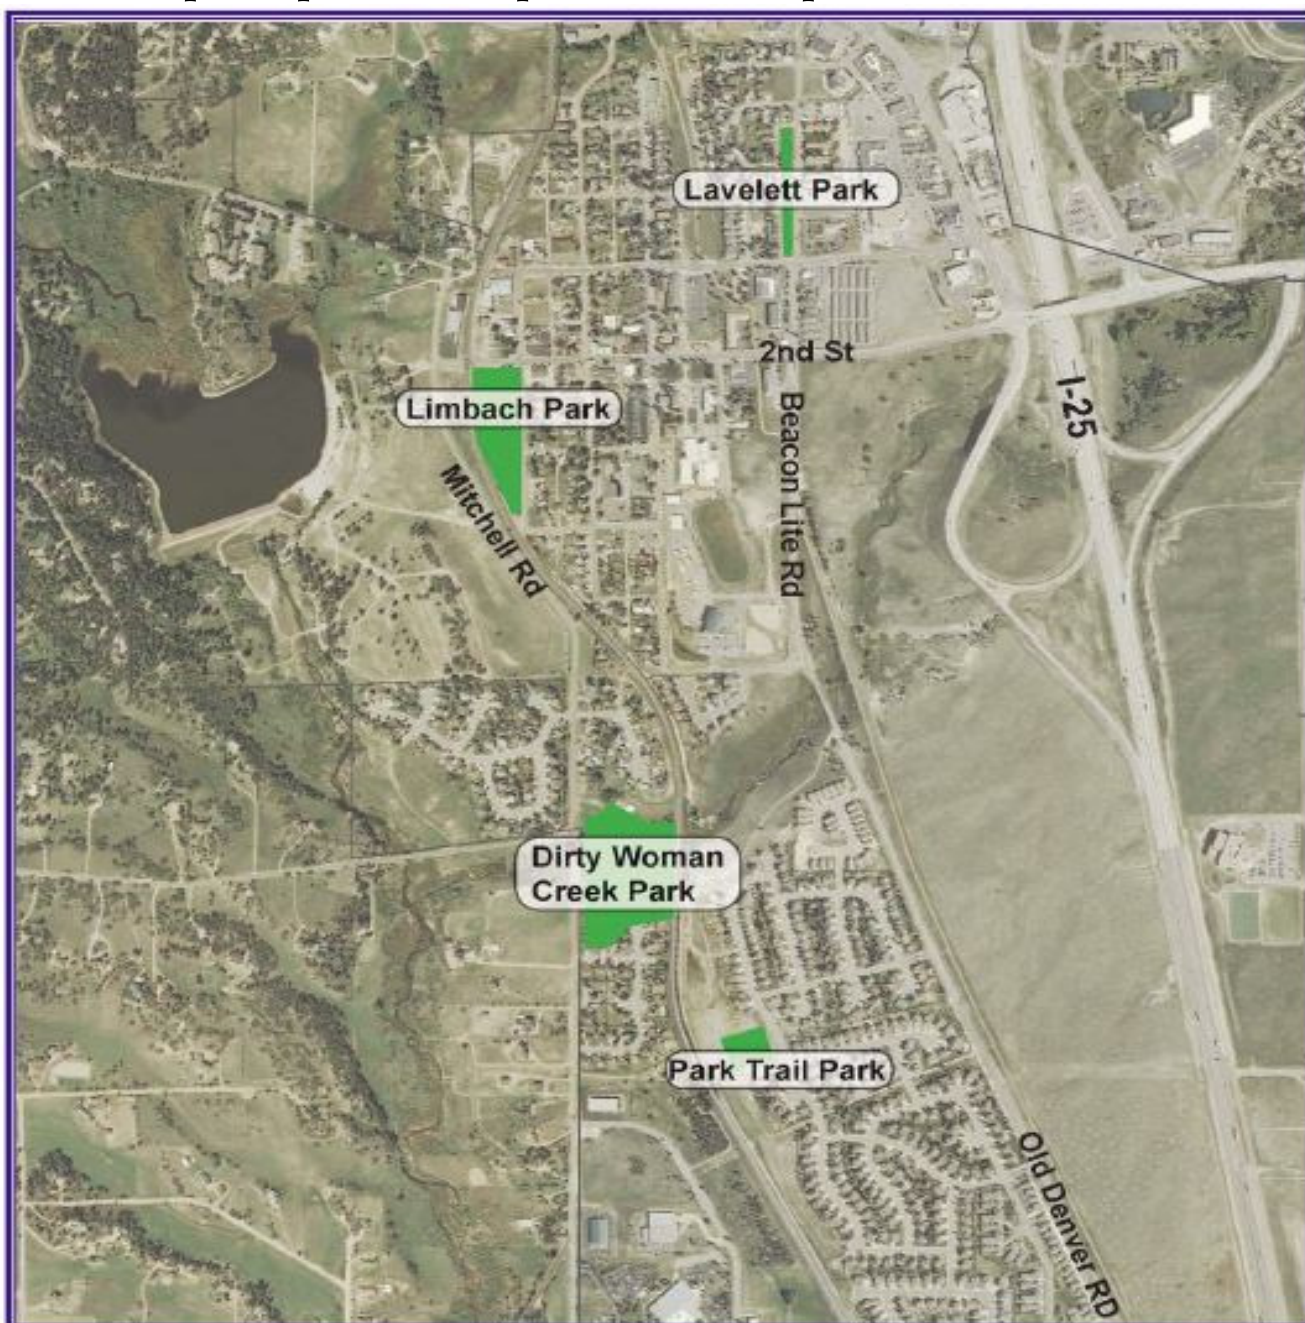 Lavelett Park
2nd St
I-25
Limbach Park
Beacon Lite Rd
Mitchell Rd
Dirty Woman
Creek Park
Park Trail Park
Old Denver RD